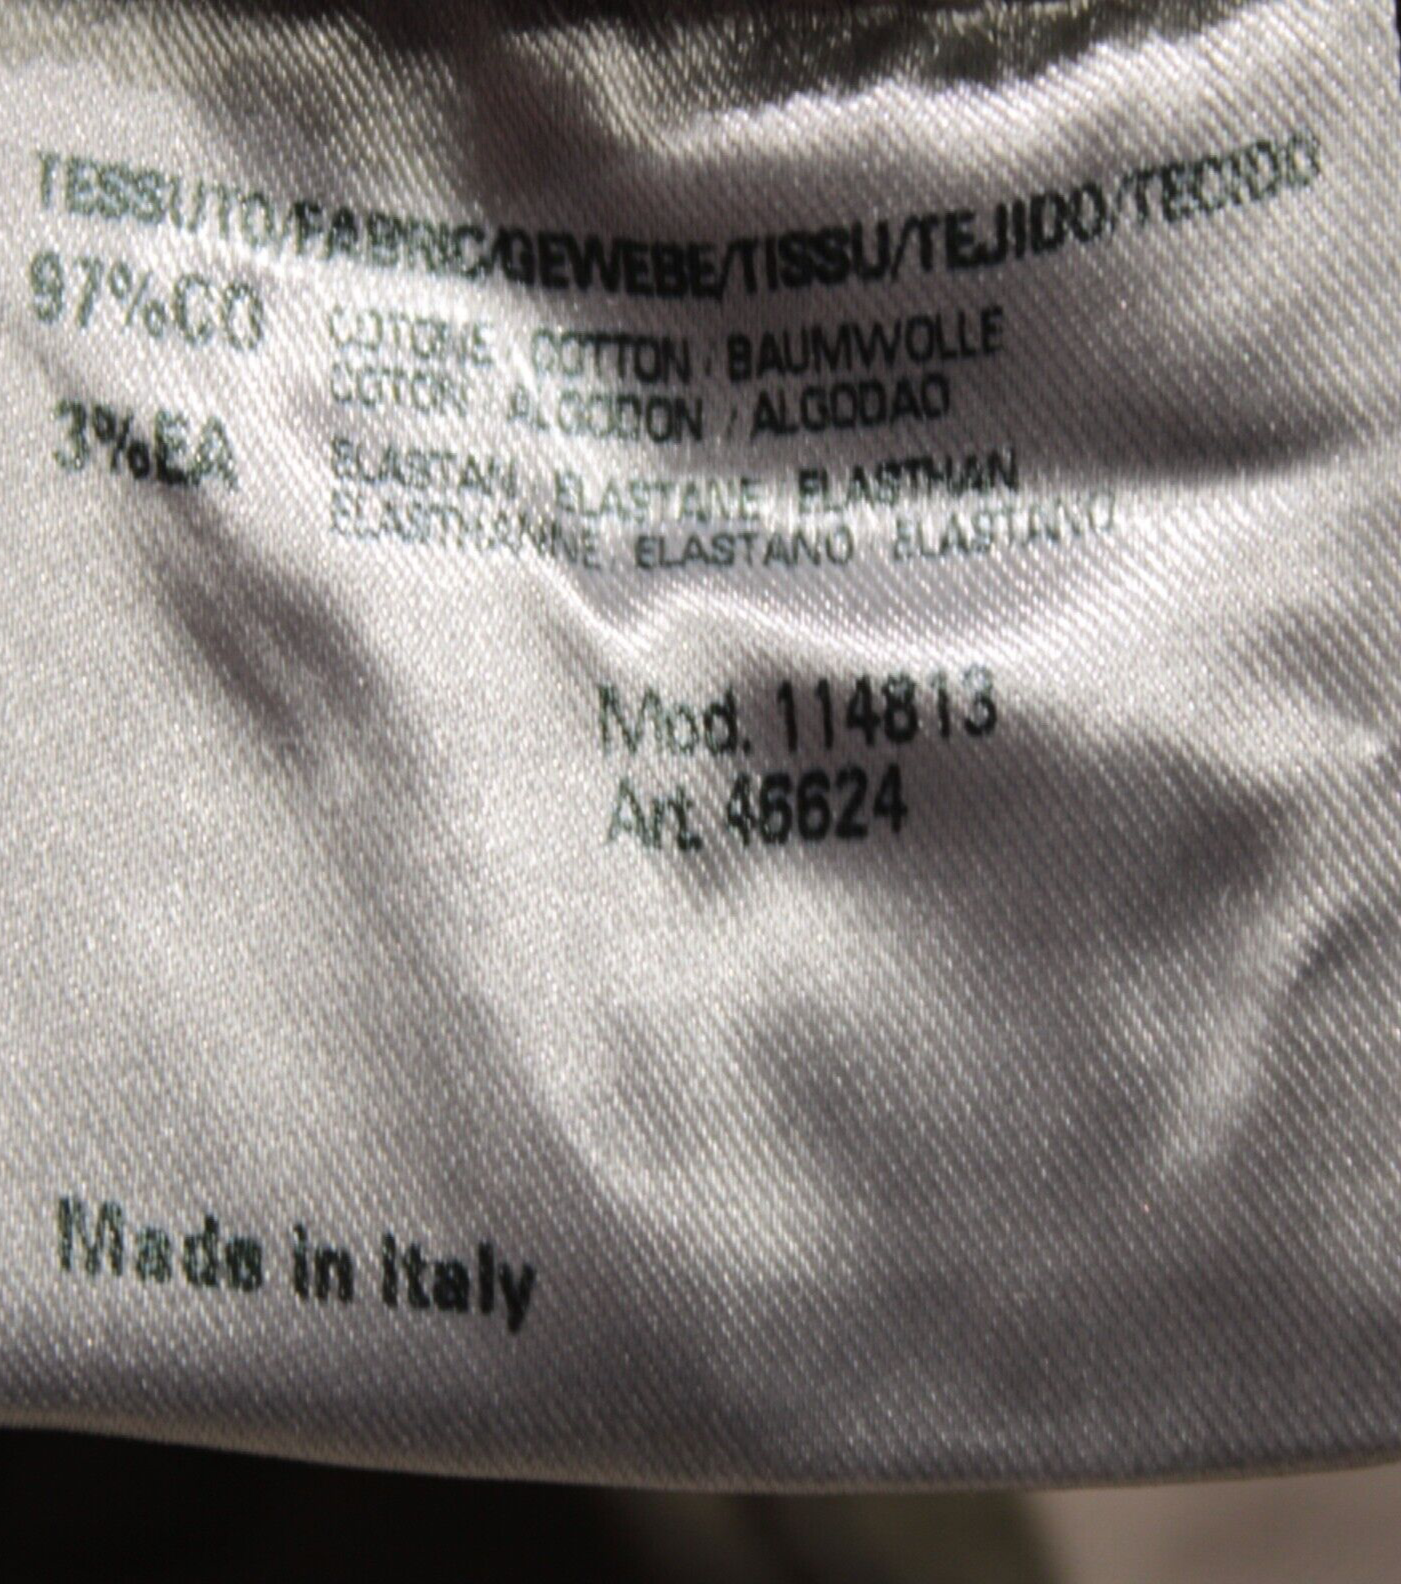 TESSUTO/FABRIC/GEWEBE/TISSU/TEJIDO/TECIDO
97%CO COTONE / COTTON / BAUMWOLLE
COTON / ALGODON / ALGODAO
3%EA ELASTAN / ELASTANE / ELASTHAN
ELASTHANNE / ELASTANO / ELASTANO
Mod. 114813
Art. 46624
Made in Italy